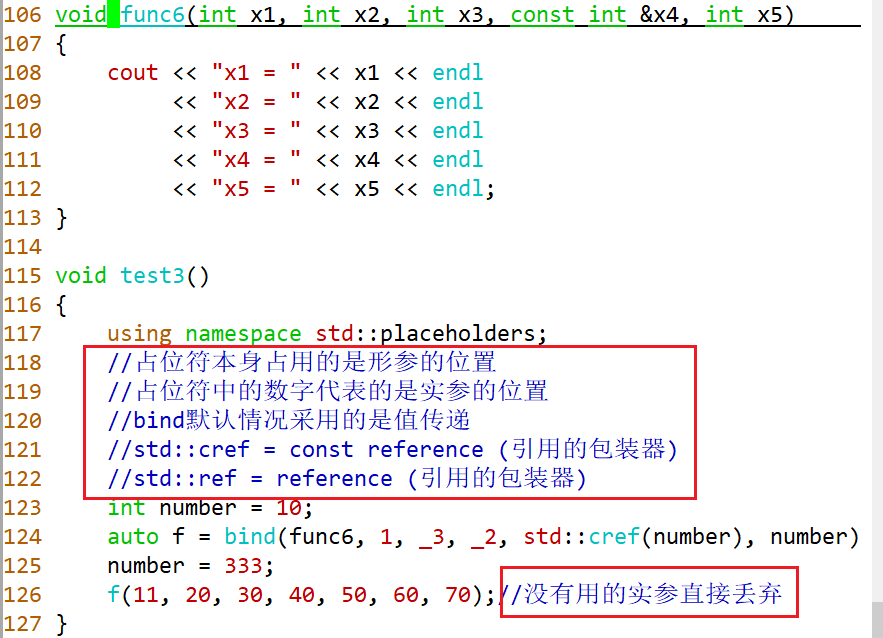 106 void func6(int x1, int x2, int x3, const int &x4, int x5)
107 {
108     cout << "x1 = " << x1 << endl
109          << "x2 = " << x2 << endl
110          << "x3 = " << x3 << endl
111          << "x4 = " << x4 << endl
112          << "x5 = " << x5 << endl;
113 }
114
115 void test3()
116 {
117     using namespace std::placeholders;
118     //占位符本身占用的是形参的位置
119     //占位符中的数字代表的是实参的位置
120     //bind默认情况采用的是值传递
121     //std::cref = const reference (引用的包装器)
122     //std::ref = reference (引用的包装器)
123     int number = 10;
124     auto f = bind(func6, 1, _3, _2, std::cref(number), number)
125     number = 333;
126     f(11, 20, 30, 40, 50, 60, 70);//没有用的实参直接丢弃
127 }